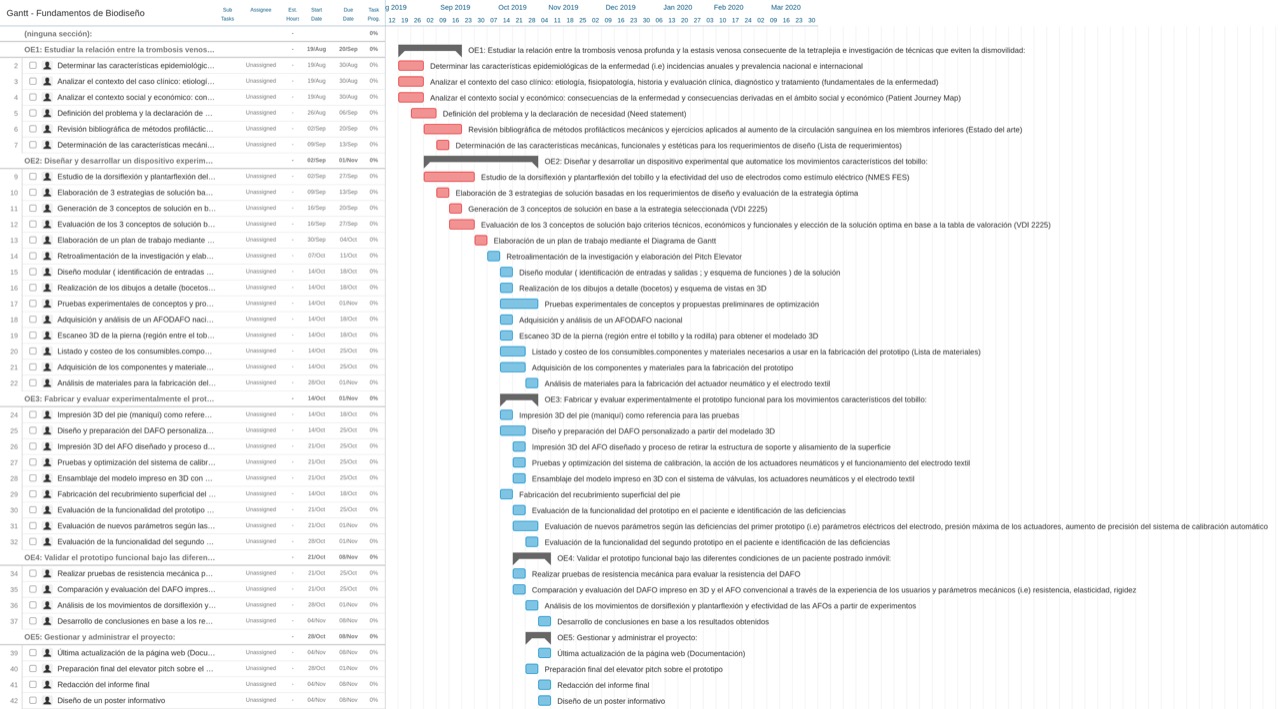 Gantt - Fundamentos de Biodiseño Sub Tasks Assignee Est. Hours Start Date Due Date Task Prog. g 2019 Sep 2019 Oct 2019 Nov 2019 Dec 2019 Jan 2020 Feb 2020 Mar 2020
12 19 26 02 09 16 23 30 07 14 21 28 04 11 18 25 02 09 16 23 30 06 13 20 27 03 10 17 24 02 09 16 23 30
(ninguna sección): - 0%
OE1: Estudiar la relación entre la trombosis venos... - 19/Aug 20/Sep 0% OE1: Estudiar la relación entre la trombosis venosa profunda y la estasis venosa consecuente de la tetraplejia e investigación de técnicas que eviten la dismovilidad:
2 Determinar las características epidemiológic... Unassigned - 19/Aug 30/Aug 0% Determinar las características epidemiológicas de la enfermedad (i.e) incidencias anuales y prevalencia nacional e internacional
3 Analizar el contexto del caso clínico: etiologí... Unassigned - 19/Aug 30/Aug 0% Analizar el contexto del caso clínico: etiología, fisiopatología, historia y evaluación clínica, diagnóstico y tratamiento (fundamentales de la enfermedad)
4 Analizar el contexto social y económico: con... Unassigned - 19/Aug 30/Aug 0% Analizar el contexto social y económico: consecuencias de la enfermedad y consecuencias derivadas en el ámbito social y económico (Patient Journey Map)
5 Definición del problema y la declaración de ... Unassigned - 26/Aug 06/Sep 0% Definición del problema y la declaración de necesidad (Need statement)
6 Revisión bibliográfica de métodos profiláctic... Unassigned - 02/Sep 20/Sep 0% Revisión bibliográfica de métodos profilácticos mecánicos y ejercicios aplicados al aumento de la circulación sanguínea en los miembros inferiores (Estado del arte)
7 Determinación de las características mecáni... Unassigned - 09/Sep 13/Sep 0% Determinación de las características mecánicas, funcionales y estéticas para los requerimientos de diseño (Lista de requerimientos)
OE2: Diseñar y desarrollar un dispositivo experim... - 02/Sep 01/Nov 0% OE2: Diseñar y desarrollar un dispositivo experimental que automatice los movimientos característicos del tobillo:
9 Estudio de la dorsiflexión y plantarflexión del... Unassigned - 02/Sep 27/Sep 0% Estudio de la dorsiflexión y plantarflexión del tobillo y la efectividad del uso de electrodos como estímulo eléctrico (NMES FES)
10 Elaboración de 3 estrategias de solución ba... Unassigned - 09/Sep 13/Sep 0% Elaboración de 3 estrategias de solución basadas en los requerimientos de diseño y evaluación de la estrategia óptima
11 Generación de 3 conceptos de solución en b... Unassigned - 16/Sep 20/Sep 0% Generación de 3 conceptos de solución en base a la estrategia seleccionada (VDI 2225)
12 Evaluación de los 3 conceptos de solución b... Unassigned - 16/Sep 27/Sep 0% Evaluación de los 3 conceptos de solución bajo criterios técnicos, económicos y funcionales y elección de la solución optima en base a la tabla de valoración (VDI 2225)
13 Elaboración de un plan de trabajo mediante ... Unassigned - 30/Sep 04/Oct 0% Elaboración de un plan de trabajo mediante el Diagrama de Gantt
14 Retroalimentación de la investigación y elab... Unassigned - 07/Oct 11/Oct 0% Retroalimentación de la investigación y elaboración del Pitch Elevator
15 Diseño modular ( identificación de entradas ... Unassigned - 14/Oct 18/Oct 0% Diseño modular ( identificación de entradas y salidas ; y esquema de funciones ) de la solución
16 Realización de los dibujos a detalle (bocetos... Unassigned - 14/Oct 18/Oct 0% Realización de los dibujos a detalle (bocetos) y esquema de vistas en 3D
17 Pruebas experimentales de conceptos y pro... Unassigned - 14/Oct 01/Nov 0% Pruebas experimentales de conceptos y propuestas preliminares de optimización
18 Adquisición y análisis de un AFODAFO naci... Unassigned - 14/Oct 18/Oct 0% Adquisición y análisis de un AFODAFO nacional
19 Escaneo 3D de la pierna (región entre el tob... Unassigned - 14/Oct 18/Oct 0% Escaneo 3D de la pierna (región entre el tobillo y la rodilla) para obtener el modelado 3D
20 Listado y costeo de los consumibles.compo... Unassigned - 14/Oct 25/Oct 0% Listado y costeo de los consumibles.componentes y materiales necesarios a usar en la fabricación del prototipo (Lista de materiales)
21 Adquisición de los componentes y materiale... Unassigned - 14/Oct 25/Oct 0% Adquisición de los componentes y materiales para la fabricación del prototipo
22 Análisis de materiales para la fabricación del... Unassigned - 28/Oct 01/Nov 0% Análisis de materiales para la fabricación del actuador neumático y el electrodo textil
OE3: Fabricar y evaluar experimentalmente el prot... - 14/Oct 01/Nov 0% OE3: Fabricar y evaluar experimentalmente el prototipo funcional para los movimientos característicos del tobillo:
24 Impresión 3D del pie (maniquí) como refere... Unassigned - 14/Oct 18/Oct 0% Impresión 3D del pie (maniqui) como referencia para las pruebas
25 Diseño y preparación del DAFO personaliza... Unassigned - 14/Oct 25/Oct 0% Diseño y preparación del DAFO personalizado a partir del modelado 3D
26 Impresión 3D del AFO diseñado y proceso d... Unassigned - 21/Oct 25/Oct 0% Impresión 3D del AFO diseñado y proceso de retirar la estructura de soporte y alisamiento de la superficie
27 Pruebas y optimización del sistema de calibr... Unassigned - 21/Oct 25/Oct 0% Pruebas y optimización del sistema de calibración, la acción de los actuadores neumáticos y el funcionamiento del electrodo textil
28 Ensamblaje del modelo impreso en 3D con ... Unassigned - 21/Oct 25/Oct 0% Ensamblaje del modelo impreso en 3D con el sistema de válvulas, los actuadores neumáticos y el electrodo textil
29 Fabricación del recubrimiento superficial del ... Unassigned - 14/Oct 18/Oct 0% Fabricación del recubrimiento superficial del pie
30 Evaluación de la funcionalidad del prototipo ... Unassigned - 21/Oct 25/Oct 0% Evaluación de la funcionalidad del prototipo en el paciente e identificación de las deficiencias
31 Evaluación de nuevos parámetros según las... Unassigned - 21/Oct 01/Nov 0% Evaluación de nuevos parámetros según las deficiencias del primer prototipo (i.e) parámetros eléctricos del electrodo, presión máxima de los actuadores, aumento de precisión del sistema de calibración automático
32 Evaluación de la funcionalidad del segundo ... Unassigned - 28/Oct 01/Nov 0% Evaluación de la funcionalidad del segundo prototipo en el paciente e identificación de las deficiencias
OE4: Validar el prototipo funcional bajo las diferen... - 21/Oct 08/Nov 0% OE4: Validar el prototipo funcional bajo las diferentes condiciones de un paciente postrado inmóvil:
34 Realizar pruebas de resistencia mecánica p... Unassigned - 21/Oct 25/Oct 0% Realizar pruebas de resistencia mecánica para evaluar la resistencia del DAFO
35 Comparación y evaluación del DAFO impres... Unassigned - 21/Oct 25/Oct 0% Comparación y evaluación del DAFO impreso en 3D y el AFO convencional a través de la experiencia de los usuarios y parámetros mecánicos (i.e) resistencia, elasticidad, rigidez
36 Análisis de los movimientos de dorsiflexión y... Unassigned - 28/Oct 01/Nov 0% Análisis de los movimientos de dorsiflexión y plantarflexión y efectividad de las AFOs a partir de experimentos
37 Desarrollo de conclusiones en base a los re... Unassigned - 04/Nov 08/Nov 0% Desarrollo de conclusiones en base a los resultados obtenidos
OE5: Gestionar y administrar el proyecto: - 28/Oct 08/Nov 0% OE5: Gestionar y administrar el proyecto:
39 Última actualización de la página web (Docu... Unassigned - 04/Nov 08/Nov 0% Última actualización de la página web (Documentación)
40 Preparación final del elevator pitch sobre el ... Unassigned - 28/Oct 01/Nov 0% Preparación final del elevator pitch sobre el prototipo
41 Redacción del informe final Unassigned - 04/Nov 08/Nov 0% Redacción del informe final
42 Diseño de un poster informativo Unassigned - 04/Nov 08/Nov 0% Diseño de un poster informativo